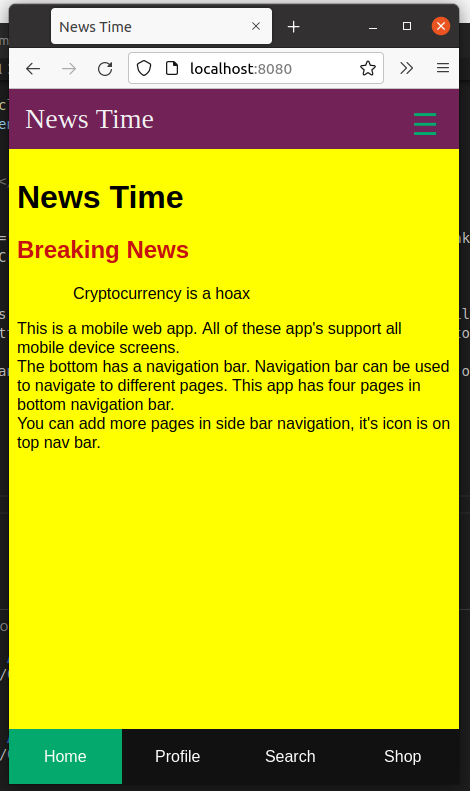 News Time
localhost:8080
News Time
News Time
Breaking News
Cryptocurrency is a hoax
This is a mobile web app. All of these app's support all
mobile device screens.
The bottom has a navigation bar. Navigation bar can be used
to navigate to different pages. This app has four pages in
bottom navigation bar.
You can add more pages in side bar navigation, it's icon is on
top nav bar.
Home Profile Search Shop